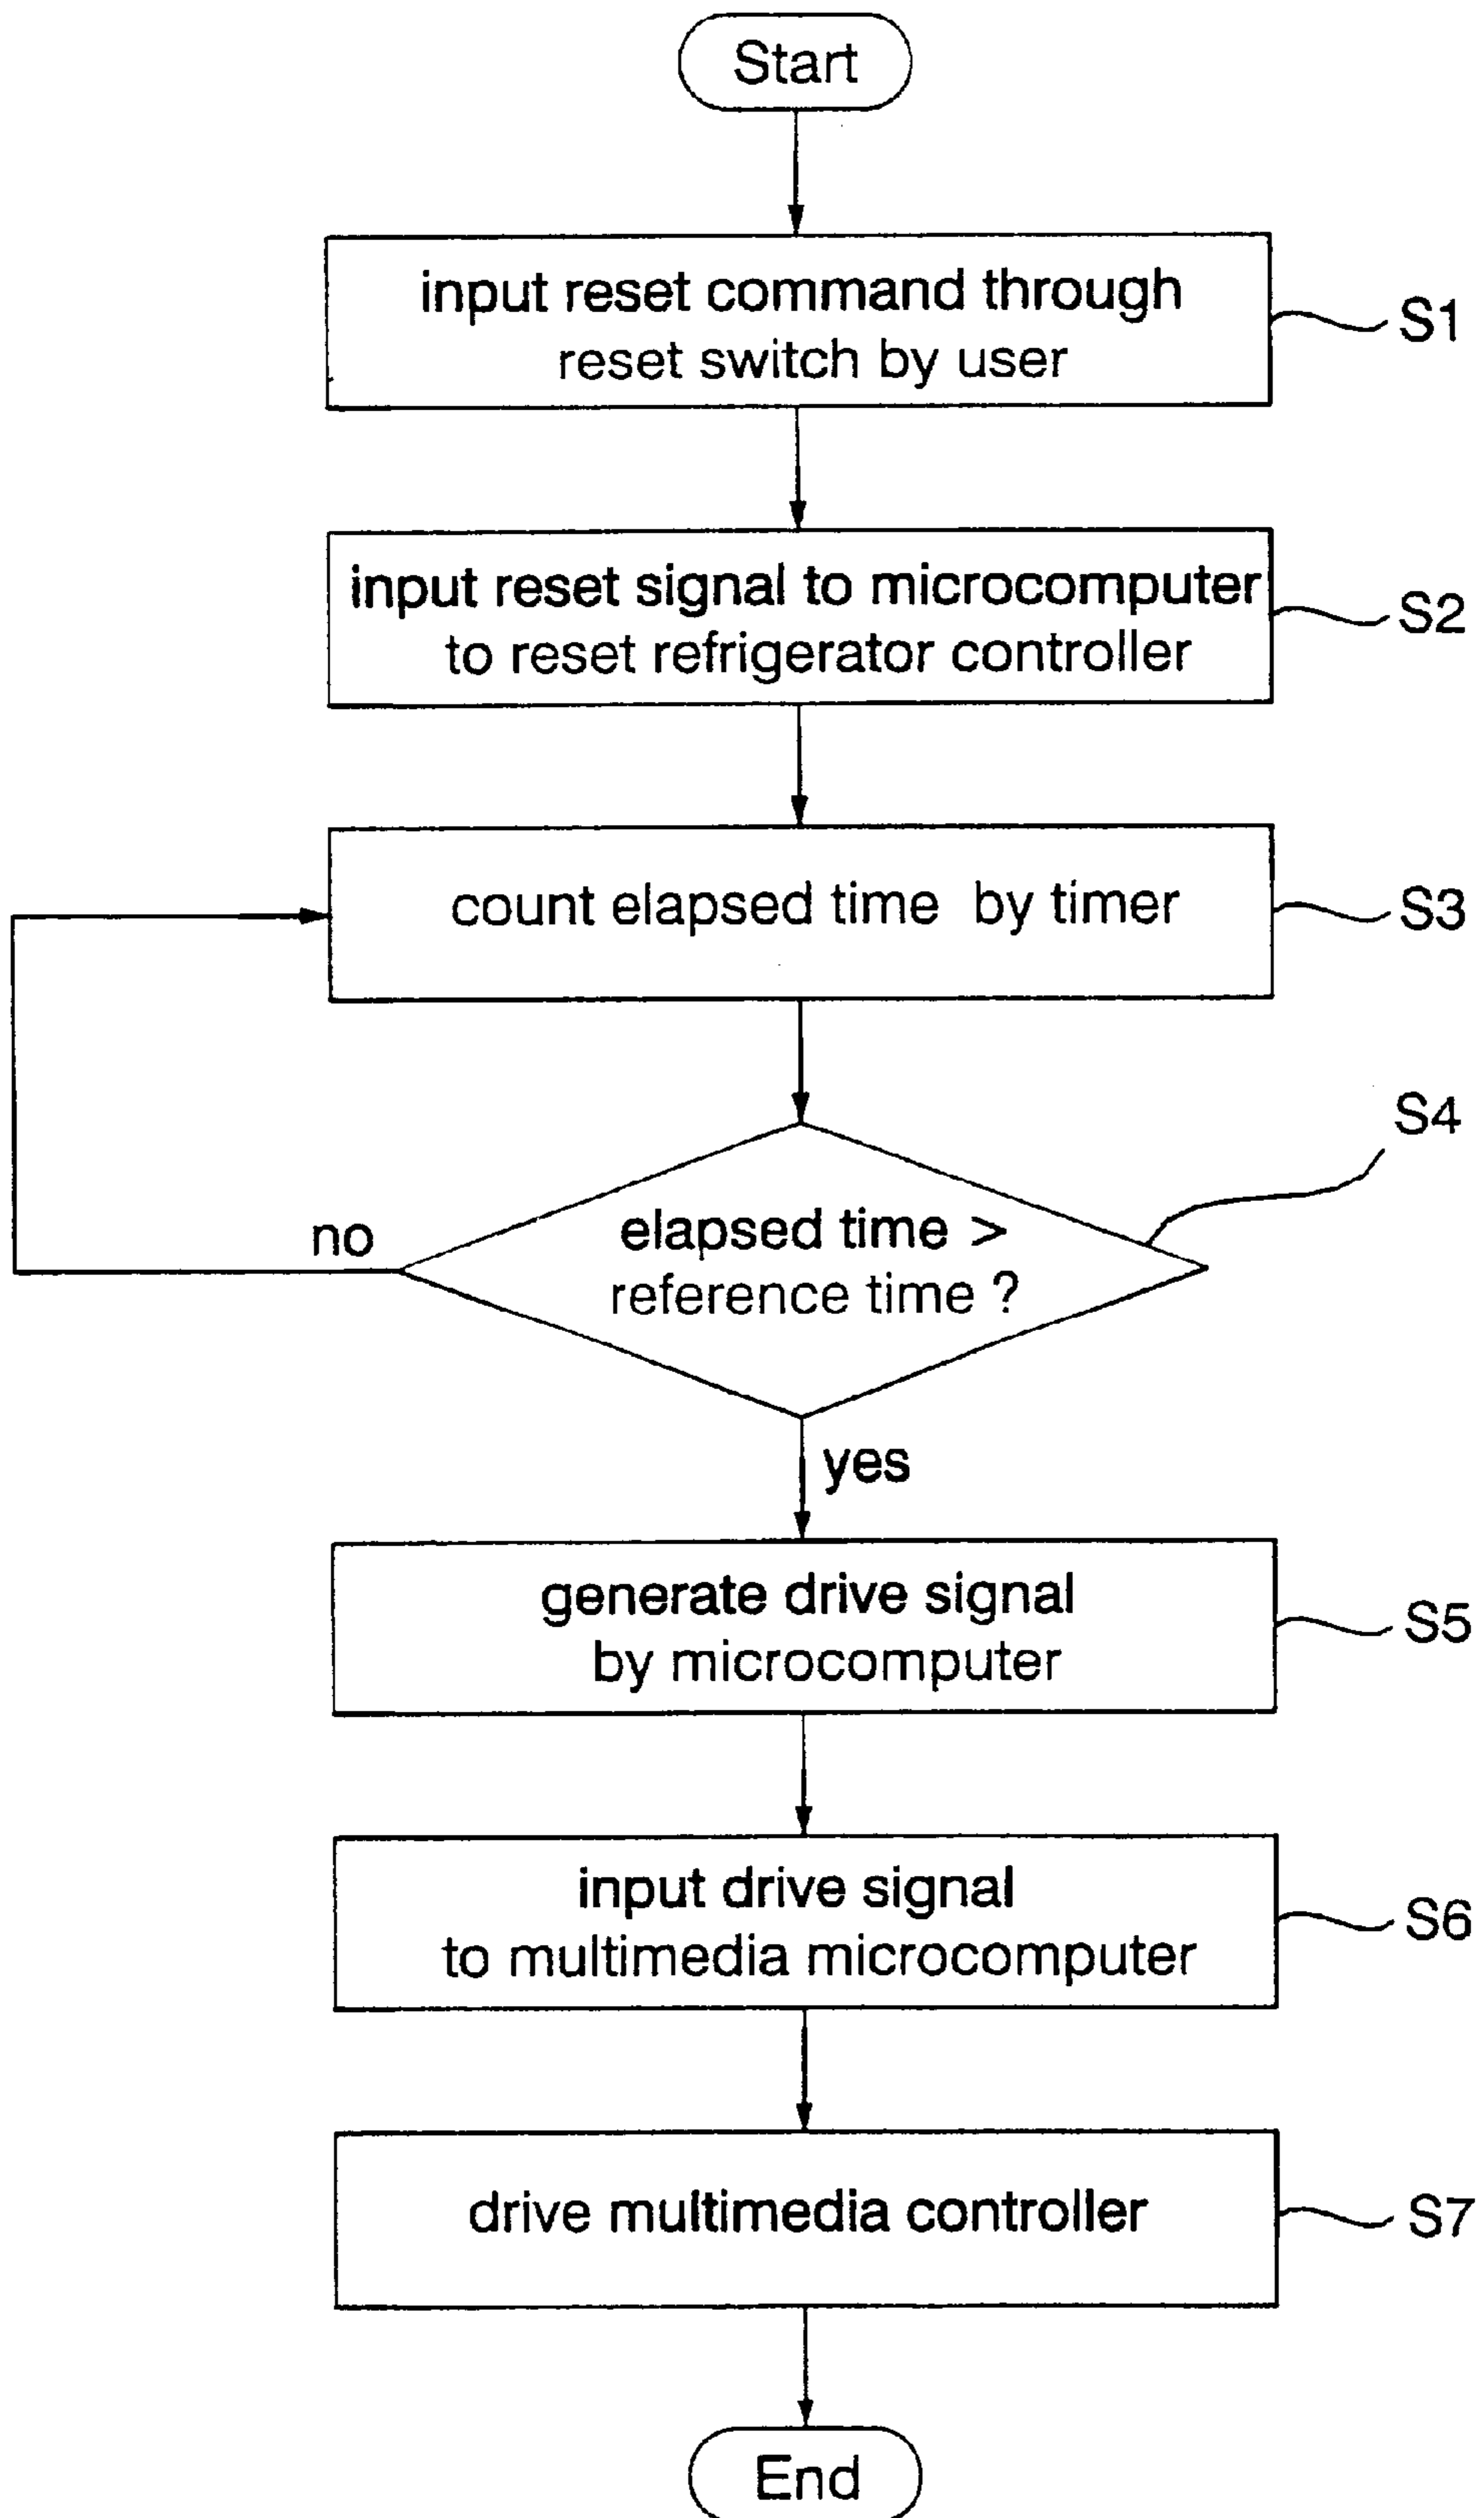 Start
input reset command through
reset switch by user
S1
input reset signal to microcomputer
to reset refrigerator controller
S2
count elapsed time by timer
S3
S4
elapsed time >
reference time ?
no
yes
generate drive signal
by microcomputer
S5
input drive signal
to multimedia microcomputer
S6
drive multimedia controller
S7
End